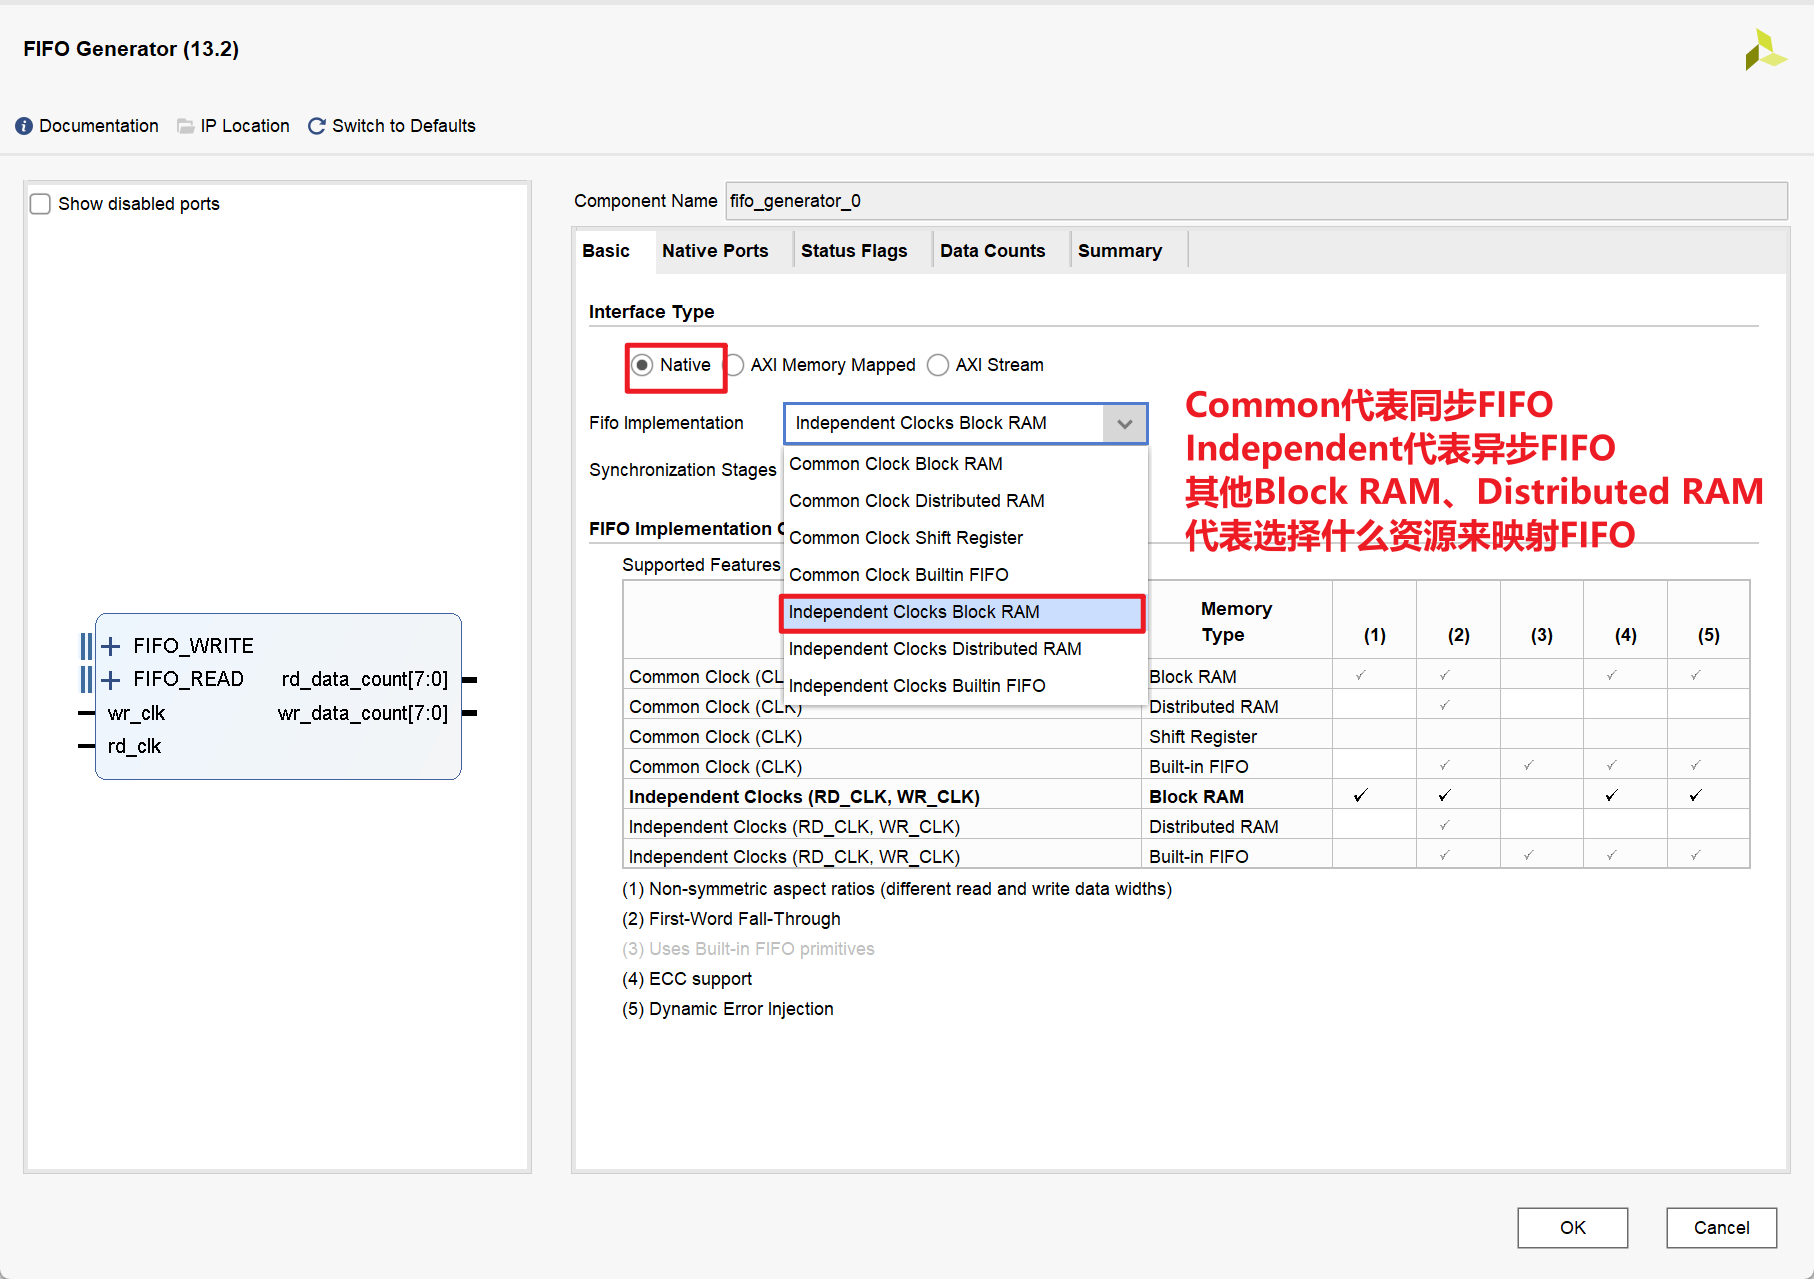 FIFO Generator (13.2)
Documentation
IP Location
Switch to Defaults
Show disabled ports
FIFO_WRITE
FIFO_READ
rd_data_count[7:0]
wr_clk
wr_data_count[7:0]
rd_clk
Component Name
fifo_generator_0
Basic
Native Ports
Status Flags
Data Counts
Summary
Interface Type
Native
AXI Memory Mapped
AXI Stream
Fifo Implementation
Independent Clocks Block RAM
Synchronization Stages
Common Clock Block RAM
Common Clock Distributed RAM
Common Clock Shift Register
Common Clock Builtin FIFO
Independent Clocks Block RAM
Independent Clocks Distributed RAM
Independent Clocks Builtin FIFO
Common代表同步FIFO
Independent代表异步FIFO
其他Block RAM、Distributed RAM
代表选择什么资源来映射FIFO
FIFO Implementation
Supported Features
Memory
Type
(1)
(2)
(3)
(4)
(5)
Common Clock (CL
Block RAM
Common Clock (CLK)
Distributed RAM
Common Clock (CLK)
Shift Register
Common Clock (CLK)
Built-in FIFO
Independent Clocks (RD_CLK, WR_CLK)
Block RAM
Independent Clocks (RD_CLK, WR_CLK)
Distributed RAM
Independent Clocks (RD_CLK, WR_CLK)
Built-in FIFO
(1) Non-symmetric aspect ratios (different read and write data widths)
(2) First-Word Fall-Through
(3) Uses Built-in FIFO primitives
(4) ECC support
(5) Dynamic Error Injection
OK
Cancel